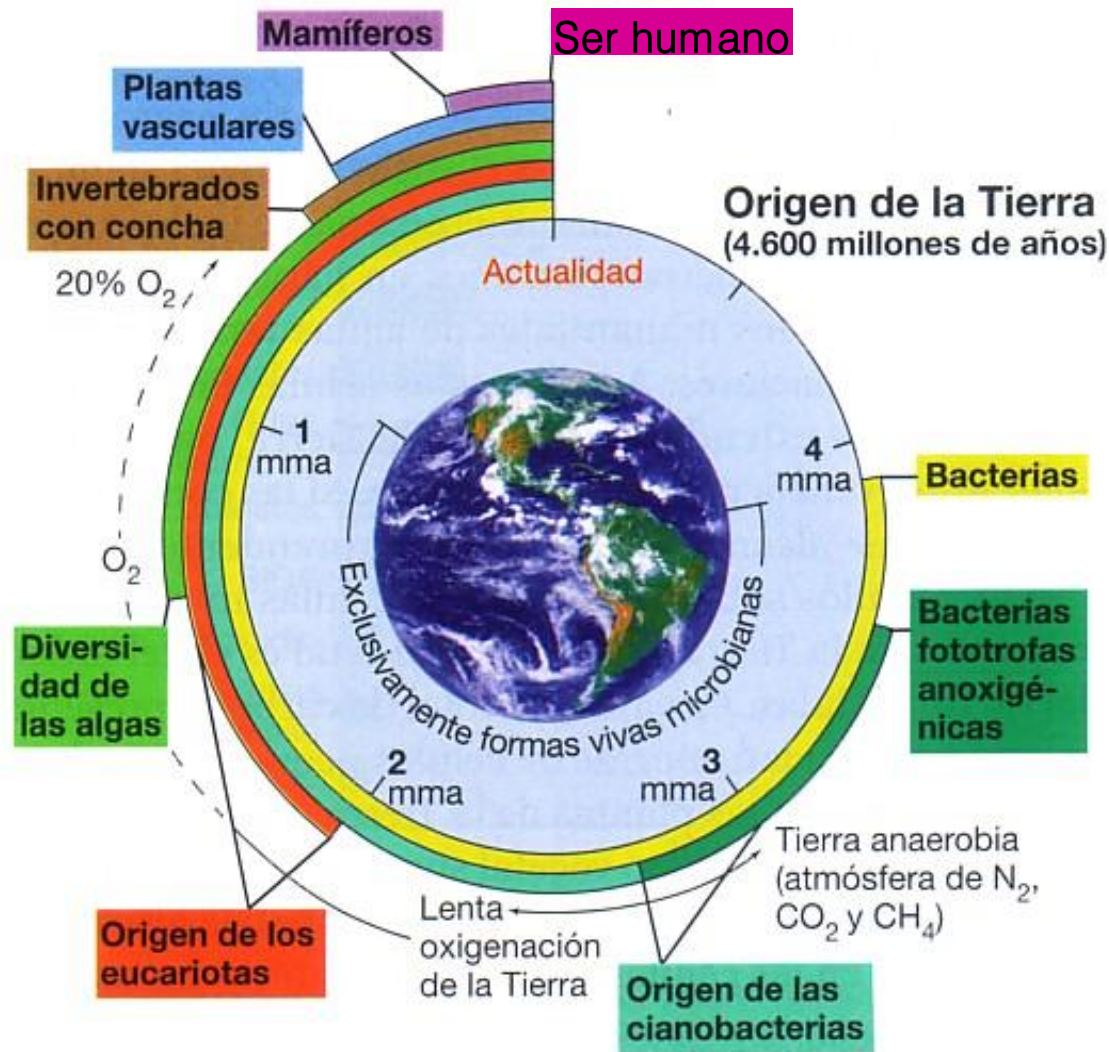 Mamíferos
Ser humano
Plantas
vasculares
Invertebrados
con concha
Origen de la Tierra
(4.600 millones de años)
20% O₂
Actualidad
1
mma
4
mma
Bacterias
O₂
Exclusivamente formas vivas microbianas
Bacterias
fototrofas
anoxigé-
nicas
Diversi-
dad de
las algas
2
mma
3
mma
Tierra anaerobia
(atmósfera de N₂,
CO₂ y CH₄)
Lenta
oxigenación
de la Tierra
Origen de los
eucariotas
Origen de las
cianobacterias